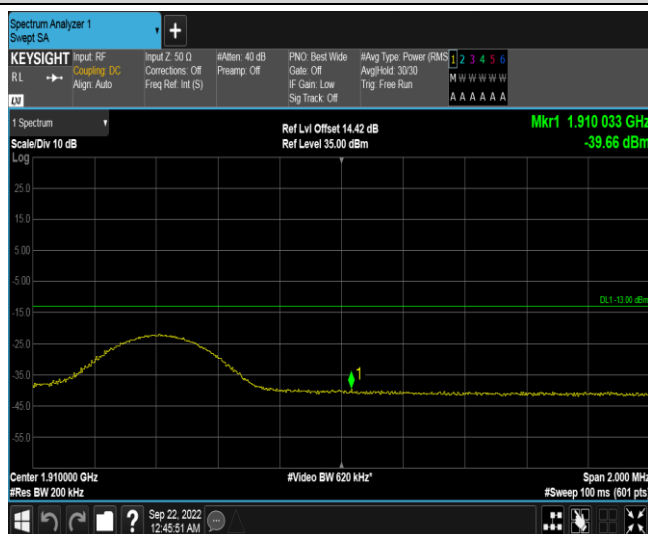 Spectrum Analyzer 1
Swept SA
+
KEYSIGHT
RL
LXI
Input: RF
Coupling: DC
Align: Auto
Input Z: 50 Ω
Corrections: Off
Freq Ref: Int (S)
#Atten: 40 dB
Preamp: Off
PNO: Best Wide
Gate: Off
IF Gain: Low
Sig Track: Off
#Avg Type: Power (RMS
Avg|Hold: 30/30
Trig: Free Run
1 2 3 4 5 6
M W W W W W
A A A A A A
1 Spectrum
Scale/Div 10 dB
Ref Lvl Offset 14.42 dB
Ref Level 35.00 dBm
Mkr1 1.910 033 GHz
-39.66 dBm
Log
25.0
15.0
5.00
-5.00
DL1 -13.00 dBm
-15.0
-25.0
-35.0
1
-45.0
-55.0
Center 1.910000 GHz
#Video BW 620 kHz*
Span 2.000 MHz
#Res BW 200 kHz
#Sweep 100 ms (601 pts)
?
Sep 22, 2022
12:45:51 AM